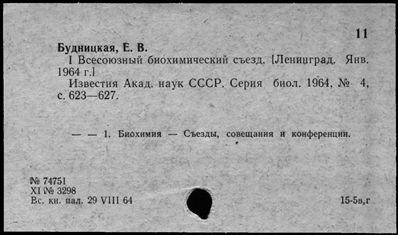 11
Будницкая, Е. В.
I Всесоюзный биохимический съезд. [Ленинград. Янв.
1964 г.]
Известия Акад. наук СССР. Серия биол. 1964, № 4,
с. 623—627.
— — 1. Биохимия — Съезды, совещания и конференции.
№ 74751
XI № 3298
Вс. кн. пал. 29 VIII 64
15-5в,г